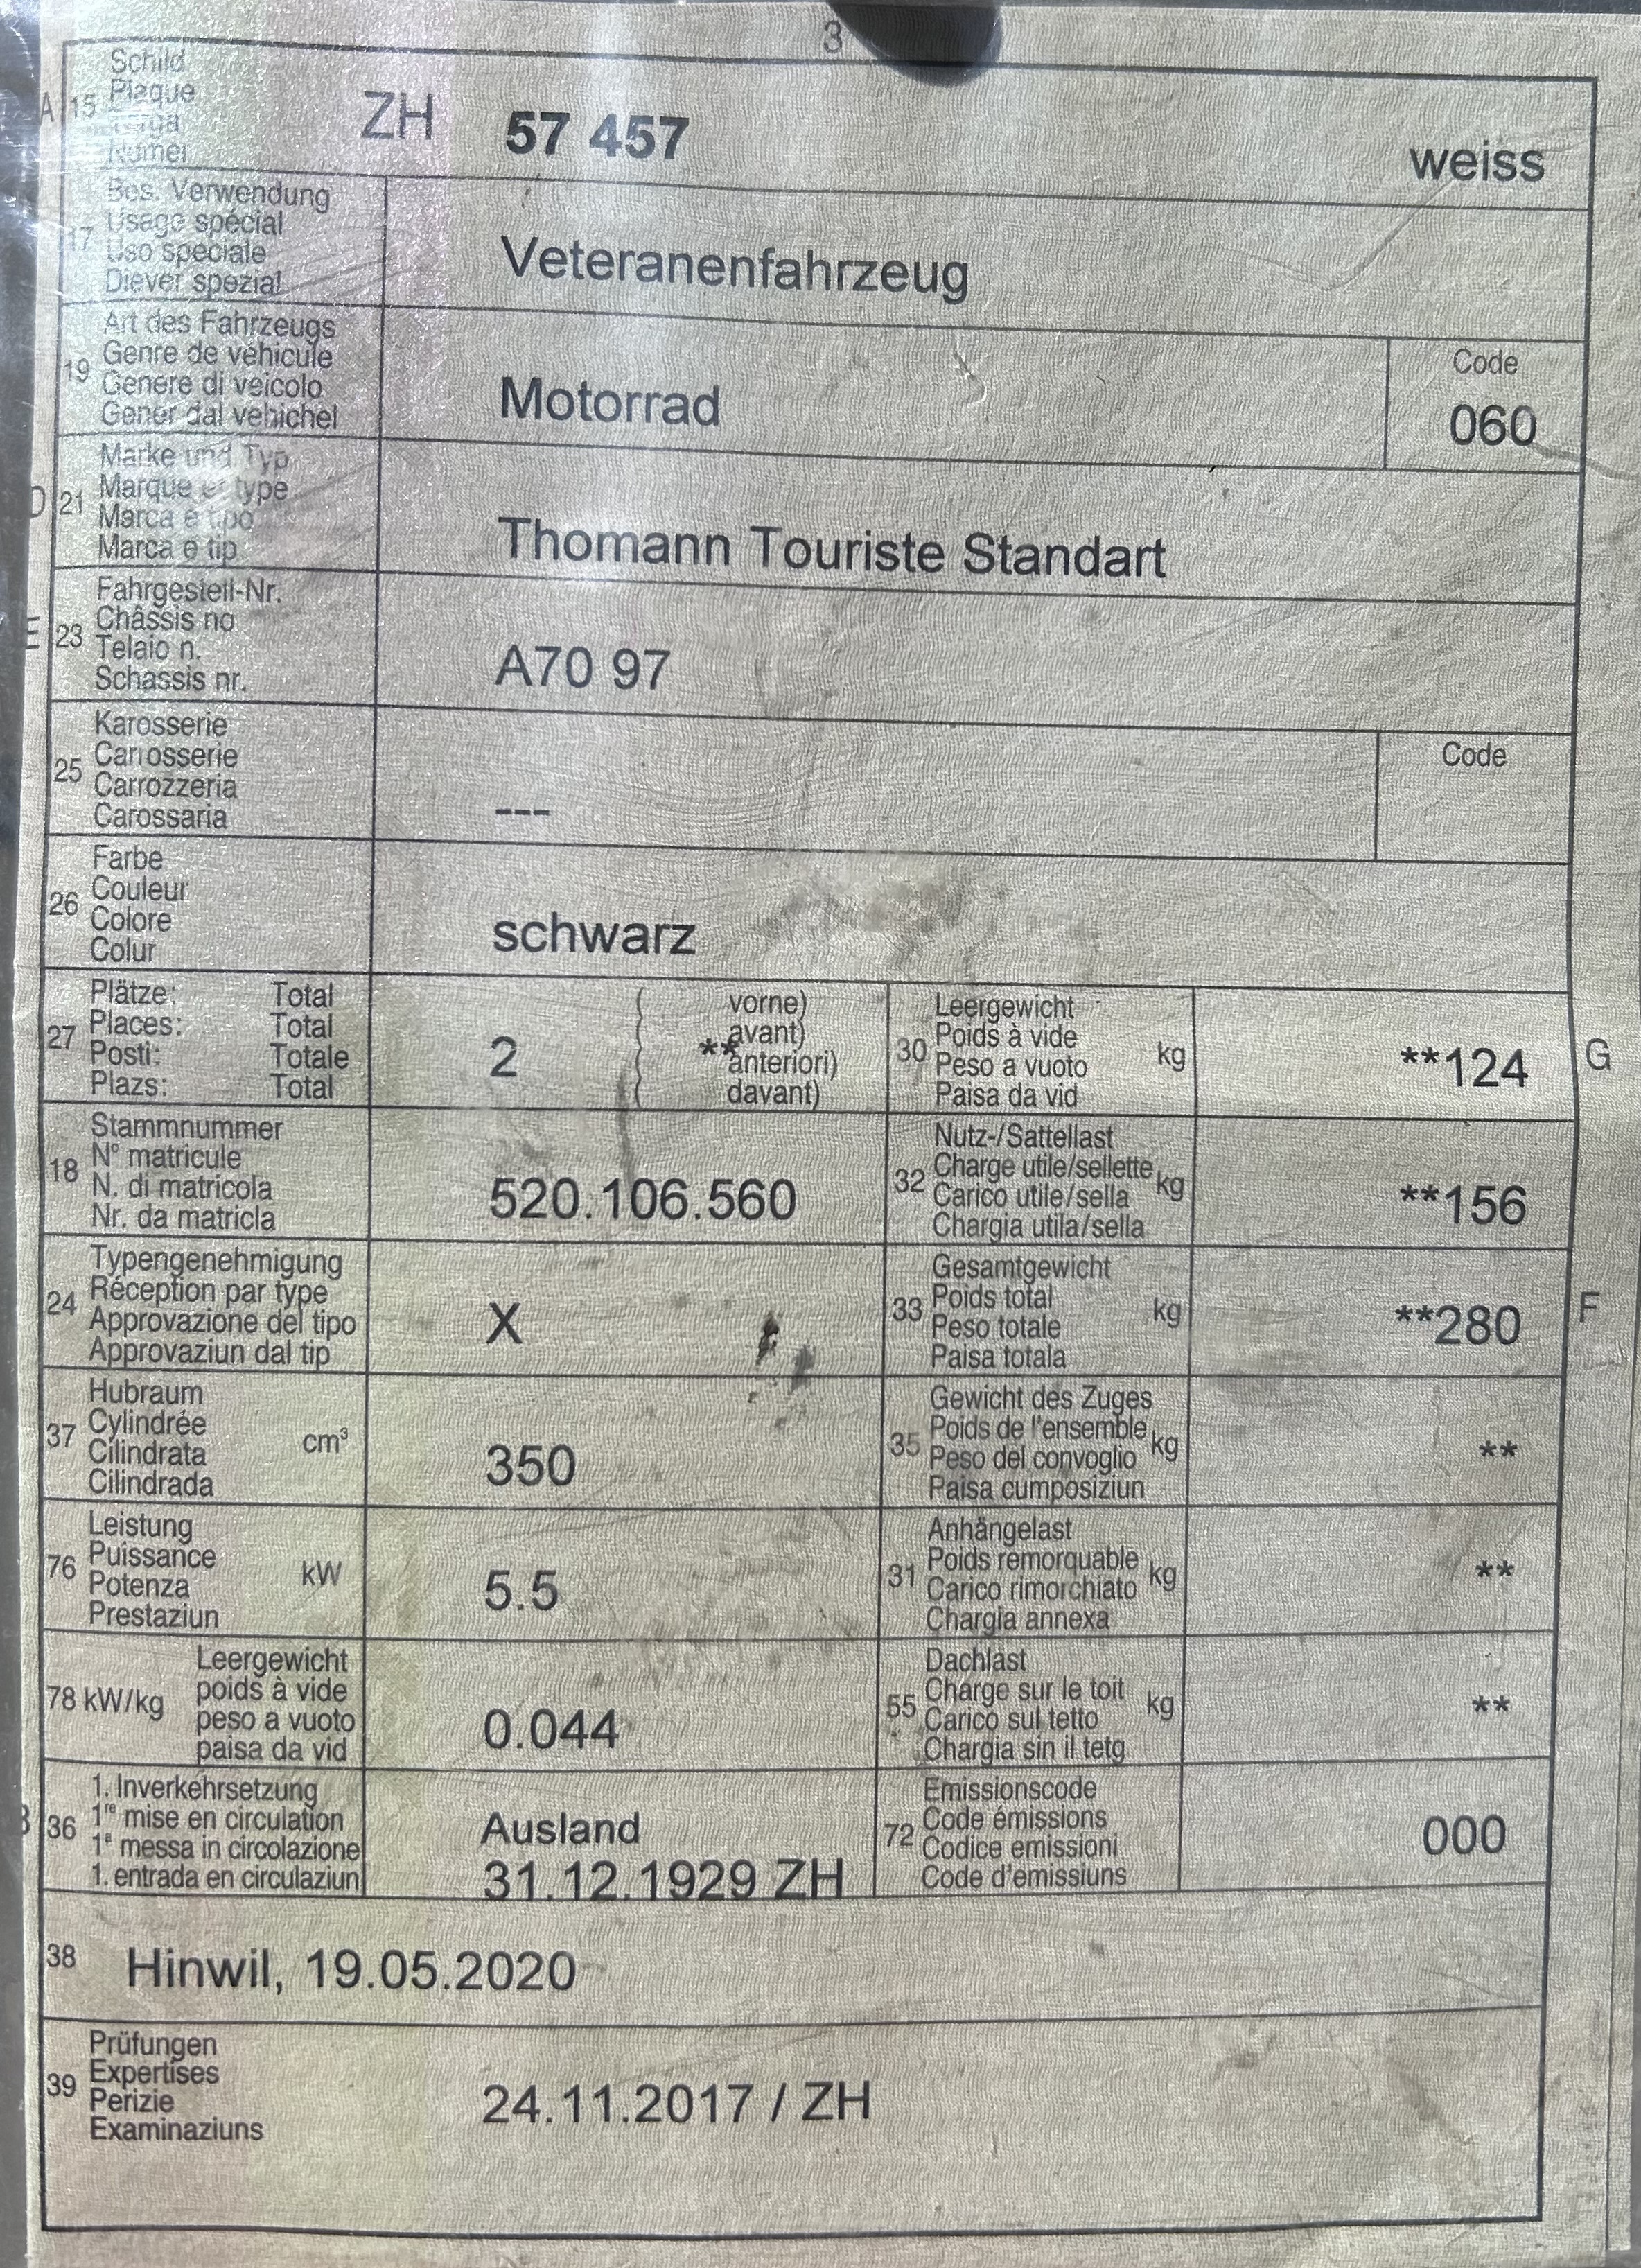 3
A 15 Schild
Plaque
Targa
Numer
ZH 57 457 weiss
17 Bes. Verwendung
Usage spécial
Uso speciale
Diever spezial
Veteranenfahrzeug
19 Art des Fahrzeugs
Genre de véhicule
Genere di veicolo
Gener dal vehichel
Motorrad
Code
060
D 21 Marke und Typ
Marque et type
Marca e tipo
Marca e tip
Thomann Touriste Standart
E 23 Fahrgestell-Nr.
Châssis no
Telaio n.
Schassis nr.
A70 97
25 Karosserie
Carrosserie
Carrozzeria
Carossaria
---
Code
26 Farbe
Couleur
Colore
Colur
schwarz
27 Plätze: Total
Places: Total
Posti: Totale
Plazs: Total
2
( vorne)
( avant)
( anteriori)
( davant)
**
30 Leergewicht
Poids à vide
Peso a vuoto
Paisa da vid
kg
**124 G
18 Stammnummer
N° matricule
N. di matricola
Nr. da matricla
520.106.560
32 Nutz-/Sattellast
Charge utile/sellette
Carico utile/sella
Chargia utila/sella
kg
**156
24 Typengenehmigung
Réception par type
Approvazione del tipo
Approvaziun dal tip
X
33 Gesamtgewicht
Poids total
Peso totale
Paisa totala
kg
**280 F
37 Hubraum
Cylindrée
Cilindrata
Cilindrada
cm³
350
35 Gewicht des Zuges
Poids de l'ensemble
Peso del convoglio
Paisa cumposiziun
kg
**
76 Leistung
Puissance
Potenza
Prestaziun
kW
5.5
31 Anhängelast
Poids remorquable
Carico rimorchiato
Chargia annexa
kg
**
78 kW/kg
Leergewicht
poids à vide
peso a vuoto
paisa da vid
0.044
55 Dachlast
Charge sur le toit
Carico sul tetto
Chargia sin il tetg
kg
**
B 36 1. Inverkehrsetzung
1re mise en circulation
1a messa in circolazione
1. entrada en circulaziun
Ausland
31.12.1929 ZH
72 Emissionscode
Code émissions
Codice emissioni
Code d'emissiuns
000
38 Hinwil, 19.05.2020
39 Prüfungen
Expertises
Perizie
Examinaziuns
24.11.2017 / ZH